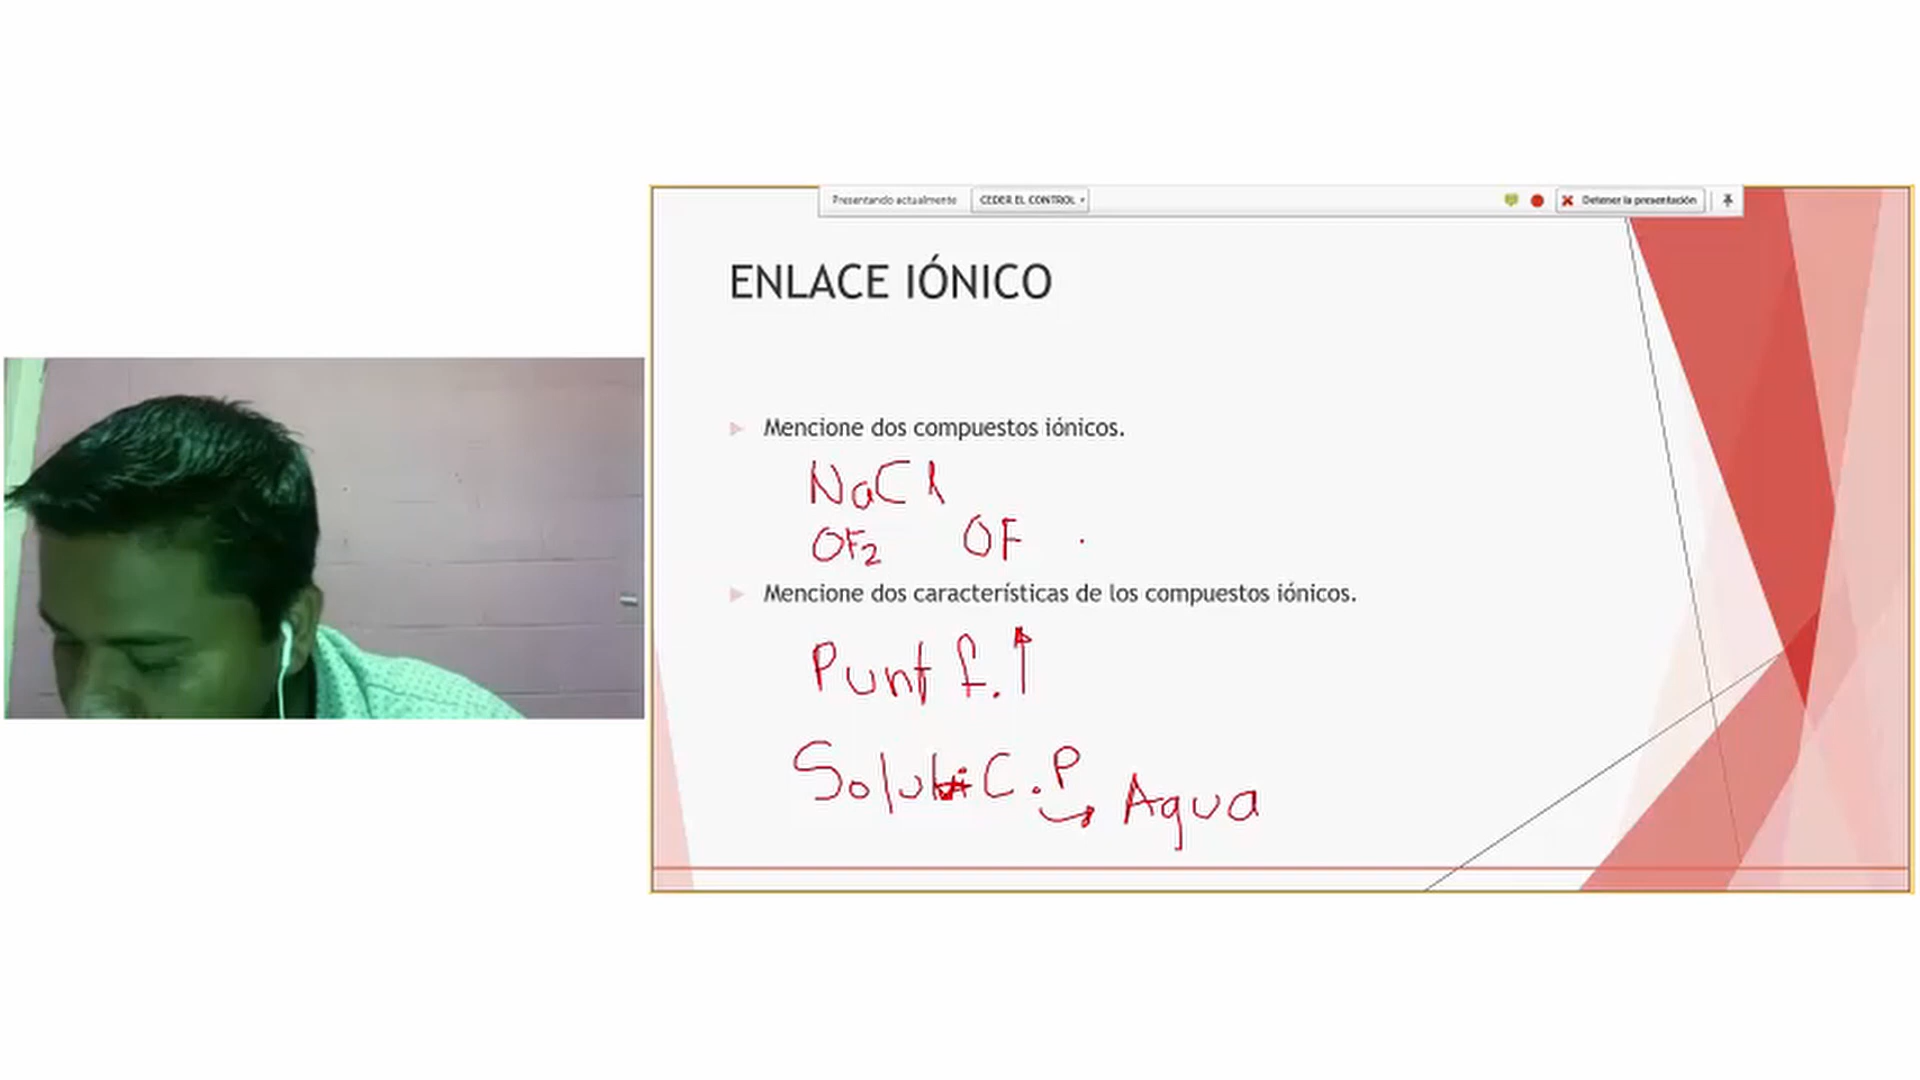 Presentando actualmente CEDER EL CONTROL Detener la presentación
ENLACE IÓNICO
Mencione dos compuestos iónicos.
NaCl
OF2 OF .
Mencione dos características de los compuestos iónicos.
Punt f. ↑
C.P → Agua